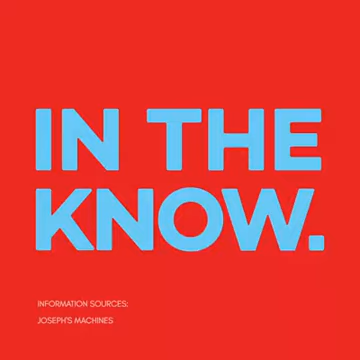 IN THE
KNOW.
INFORMATION SOURCES:
JOSEPH'S MACHINES